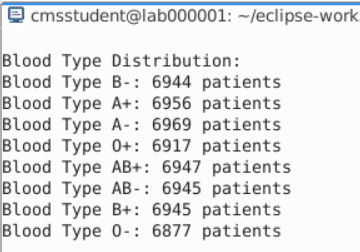 cmsstudent@lab000001: ~/eclipse-work
Blood Type Distribution:
Blood Type B-: 6944 patients
Blood Type A+: 6956 patients
Blood Type A-: 6969 patients
Blood Type O+: 6917 patients
Blood Type AB+: 6947 patients
Blood Type AB-: 6945 patients
Blood Type B+: 6945 patients
Blood Type O-: 6877 patients